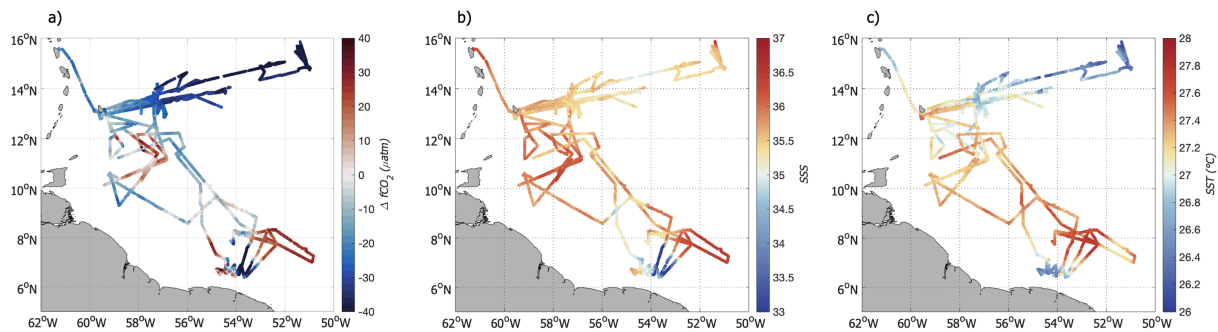 a)
16°N
14°N
12°N
10°N
8°N
6°N
62°W 60°W 58°W 56°W 54°W 52°W 50°W
40
30
20
10
0
-10
-20
-30
-40
Δ fCO₂ (μatm)
b)
16°N
14°N
12°N
10°N
8°N
6°N
62°W 60°W 58°W 56°W 54°W 52°W 50°W
37
36.5
36
35.5
35
34.5
34
33.5
33
SSS
c)
16°N
14°N
12°N
10°N
8°N
6°N
62°W 60°W 58°W 56°W 54°W 52°W 50°W
28
27.8
27.6
27.4
27.2
27
26.8
26.6
26.4
26.2
26
SST (°C)